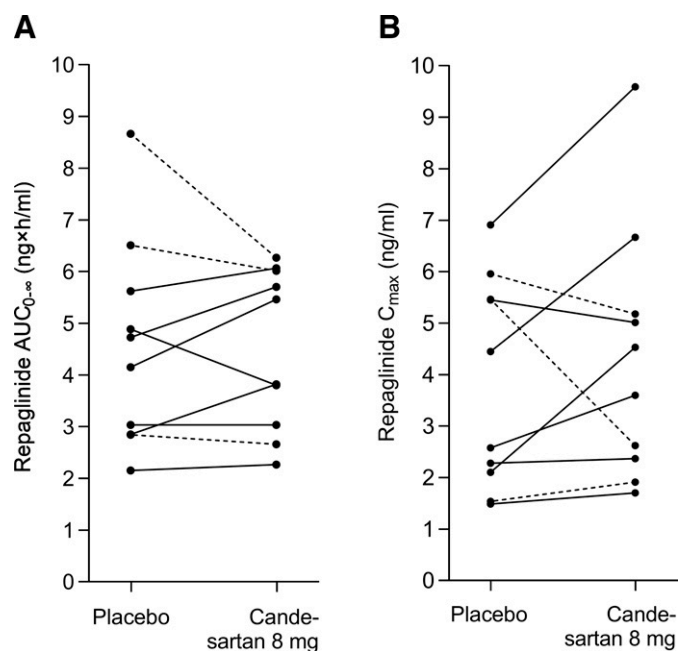 A
Repaglinide AUC0-∞ (ng×h/ml)
10
9
8
7
6
5
4
3
2
1
0
Placebo
Cande-
sartan 8 mg
B
Repaglinide Cmax (ng/ml)
10
9
8
7
6
5
4
3
2
1
0
Placebo
Cande-
sartan 8 mg